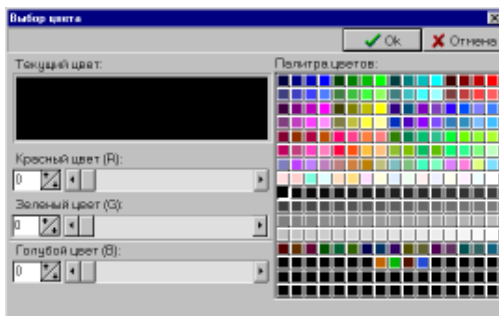 Выбор цвета
Ok
Отмена
Текущий цвет:
Палитра цветов:
Красный цвет (R):
0
Зеленый цвет (G):
0
Голубой цвет (B):
0